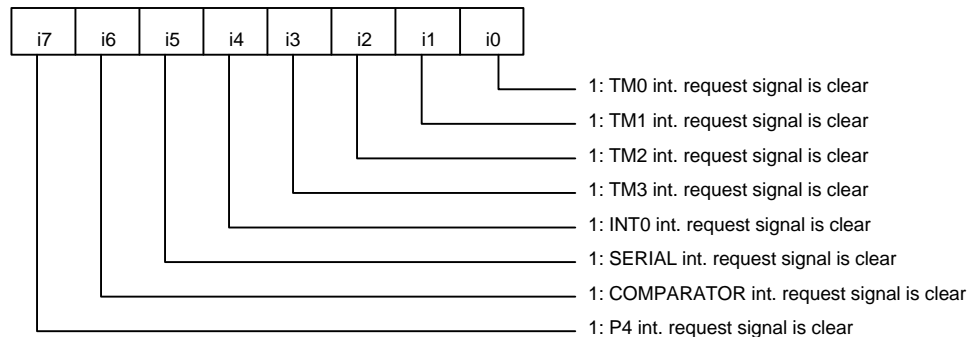 i7 i6 i5 i4 i3 i2 i1 i0
1: TM0 int. request signal is clear
1: TM1 int. request signal is clear
1: TM2 int. request signal is clear
1: TM3 int. request signal is clear
1: INT0 int. request signal is clear
1: SERIAL int. request signal is clear
1: COMPARATOR int. request signal is clear
1: P4 int. request signal is clear